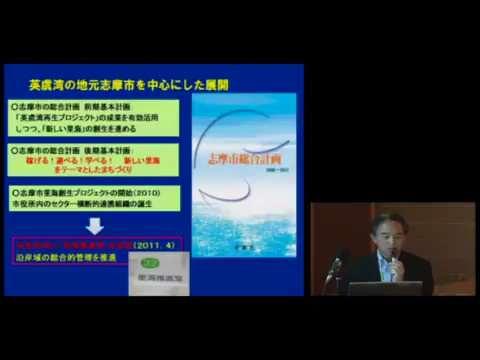 英虞湾の地元志摩市を中心にした展開
○志摩市の総合計画 前期基本計画:
「英虞湾再生プロジェクト」の成果を有効活用
しつつ、「新しい里海」の創生を進める
○志摩市の総合計画 後期基本計画:
稼げる!遊べる!学べる! 新しい里海
をテーマとしたまちづくり
○志摩市里海創生プロジェクトの開始(2010)
市役所内のセクター横断的連携組織の誕生
(2011.4)
沿岸域の総合的管理を推進
里海推進室
志摩市総合計画